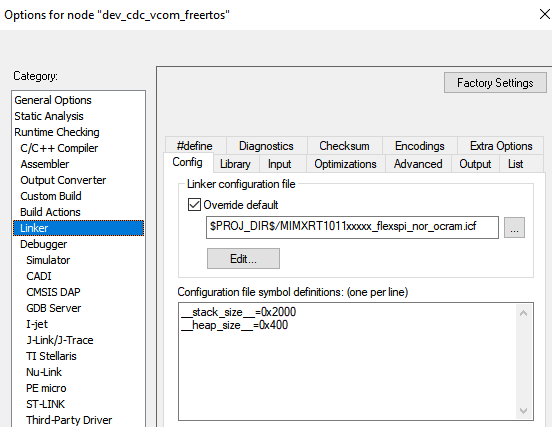 Options for node "dev_cdc_vcom_freertos"
Category:
General Options
Static Analysis
Runtime Checking
C/C++ Compiler
Assembler
Output Converter
Custom Build
Build Actions
Linker
Debugger
Simulator
CADI
CMSIS DAP
GDB Server
I-jet
J-Link/J-Trace
TI Stellaris
Nu-Link
PE micro
ST-LINK
Third-Party Driver
Factory Settings
#define Diagnostics Checksum Encodings Extra Options
Config Library Input Optimizations Advanced Output List
Linker configuration file
Override default
$PROJ_DIR$/MIMXRT1011xxxxx_flexspi_nor_ocram.icf
...
Edit...
Configuration file symbol definitions: (one per line)
__stack_size__=0x2000
__heap_size__=0x400